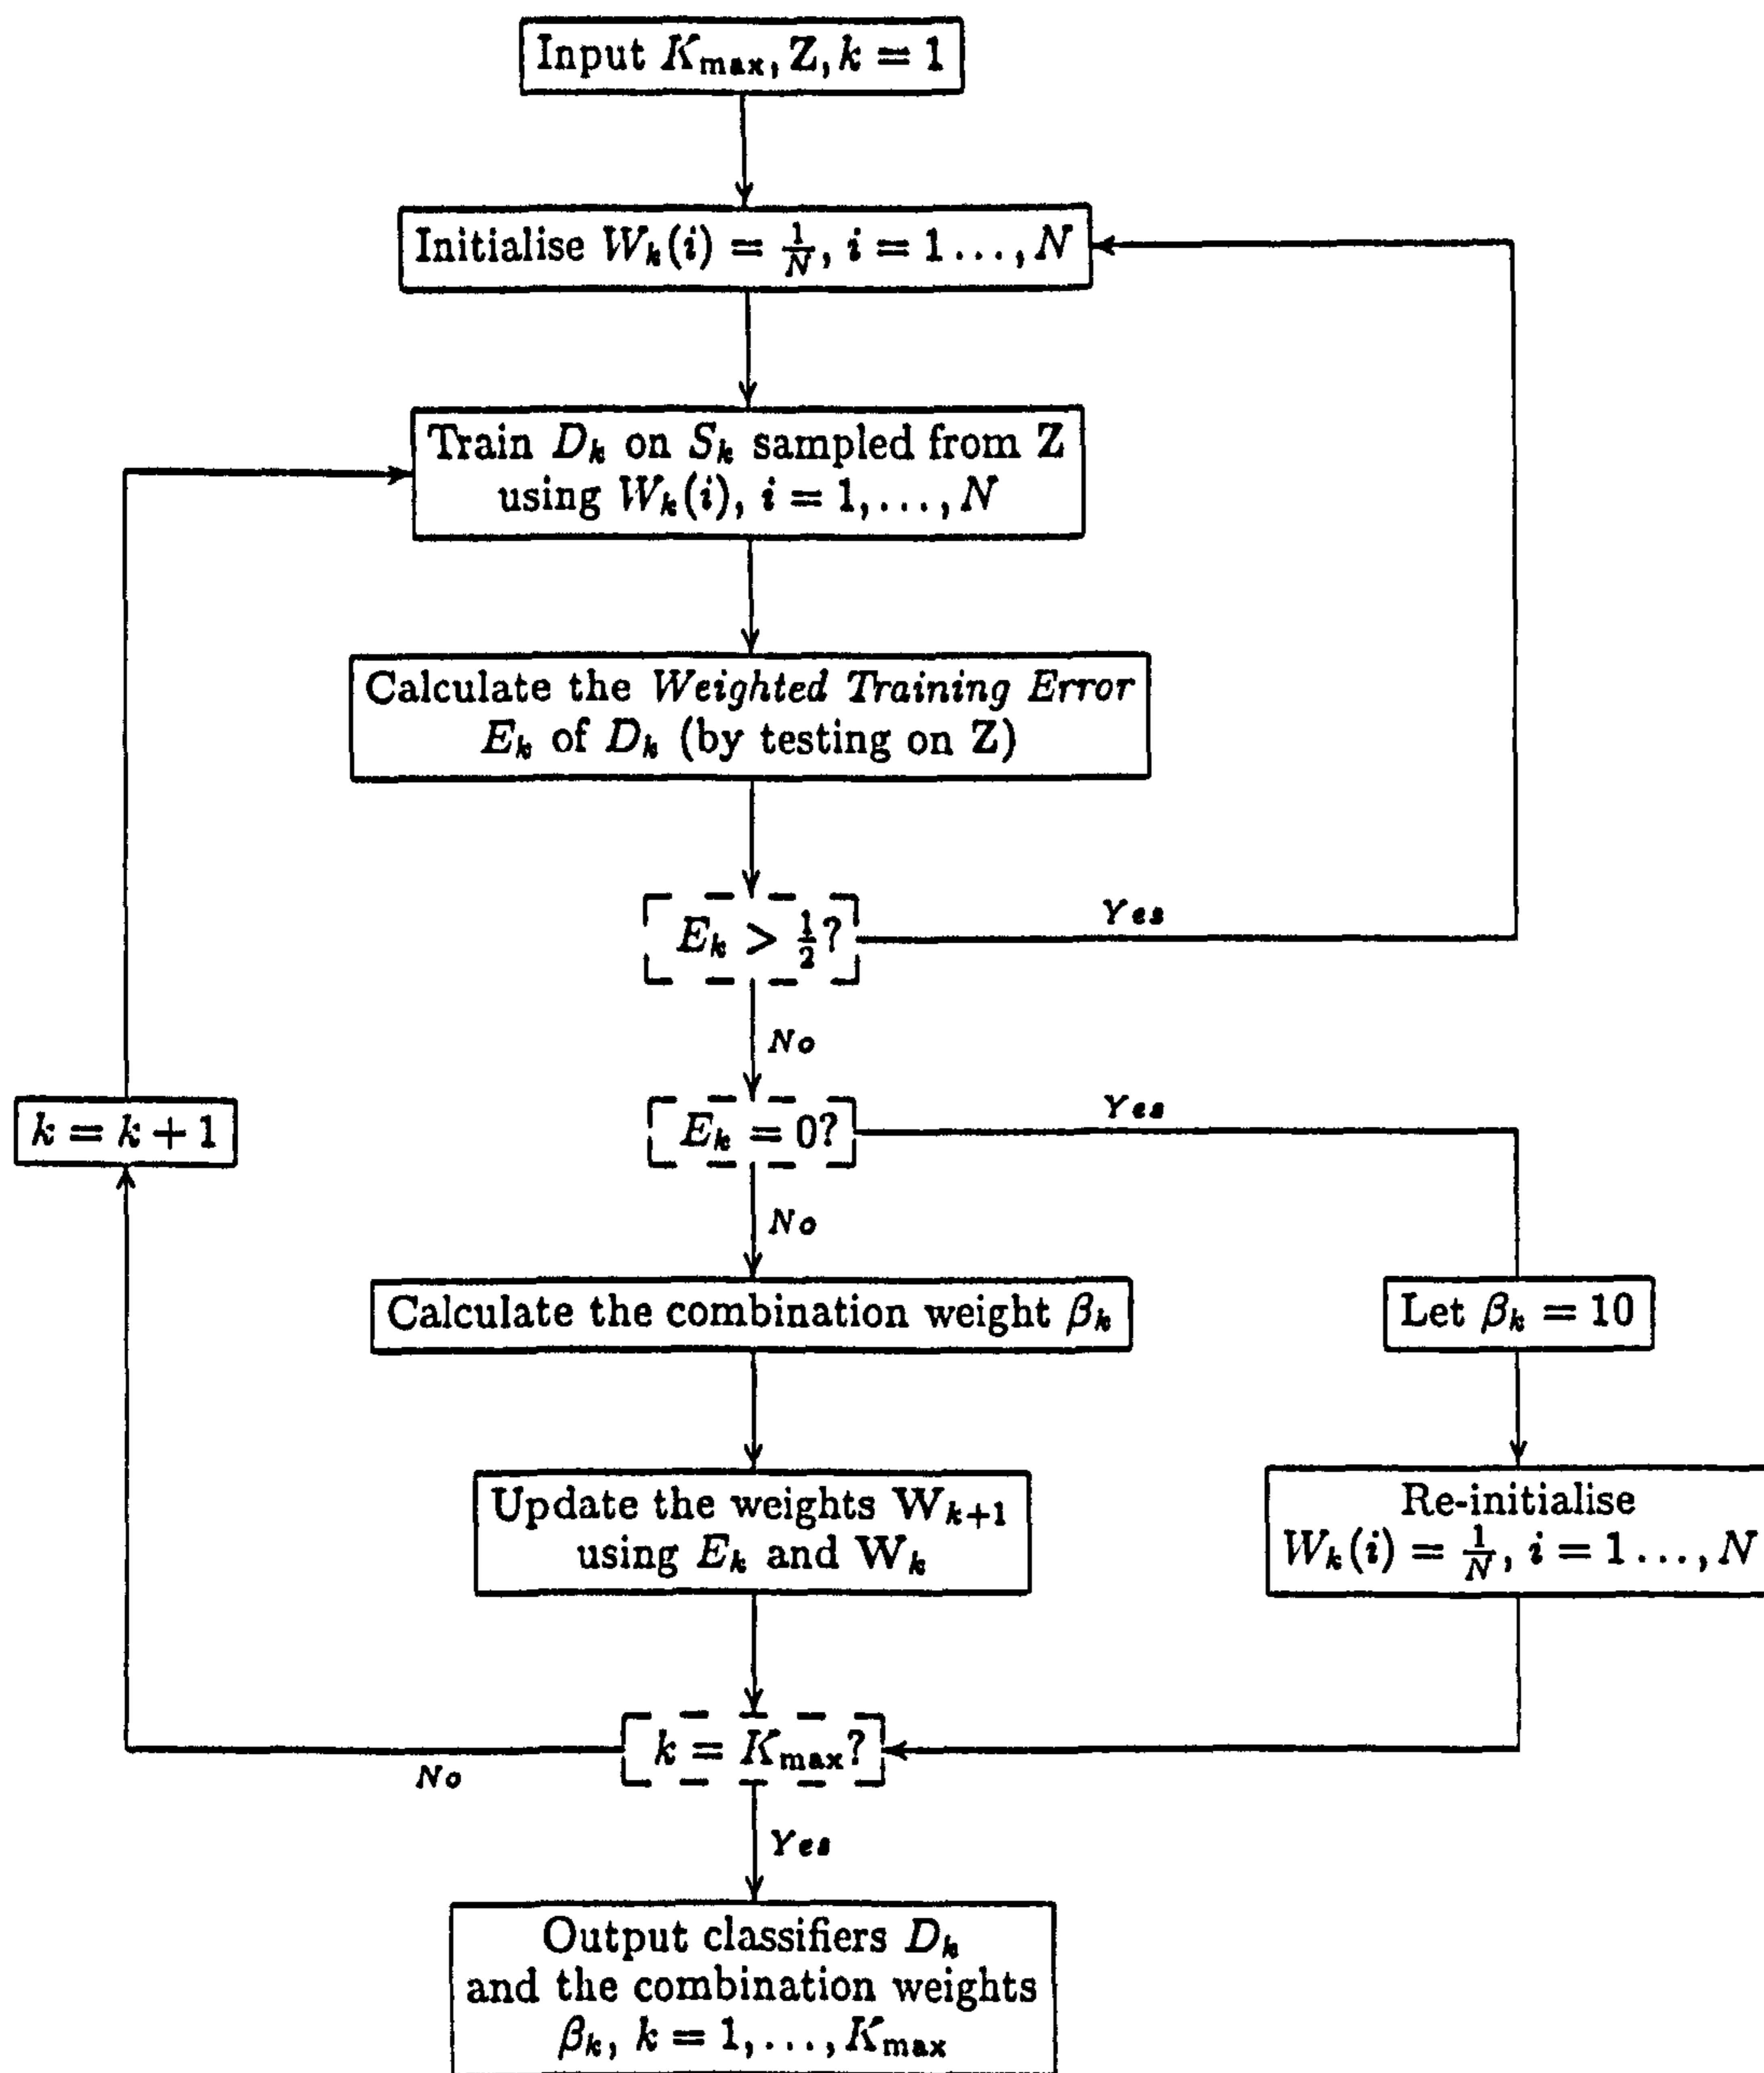 Input K_max, Z, k = 1
Initialise W_k(i) = 1/N, i = 1 ..., N
Train D_k on S_k sampled from Z
using W_k(i), i = 1, ..., N
Calculate the Weighted Training Error
E_k of D_k (by testing on Z)
E_k > 1/2?
Yes
No
k = k + 1
E_k = 0?
Yes
No
Calculate the combination weight β_k
Let β_k = 10
Update the weights W_{k+1}
using E_k and W_k
Re-initialise
W_k(i) = 1/N, i = 1 ..., N
k = K_max?
No
Yes
Output classifiers D_k
and the combination weights
β_k, k = 1, ..., K_max